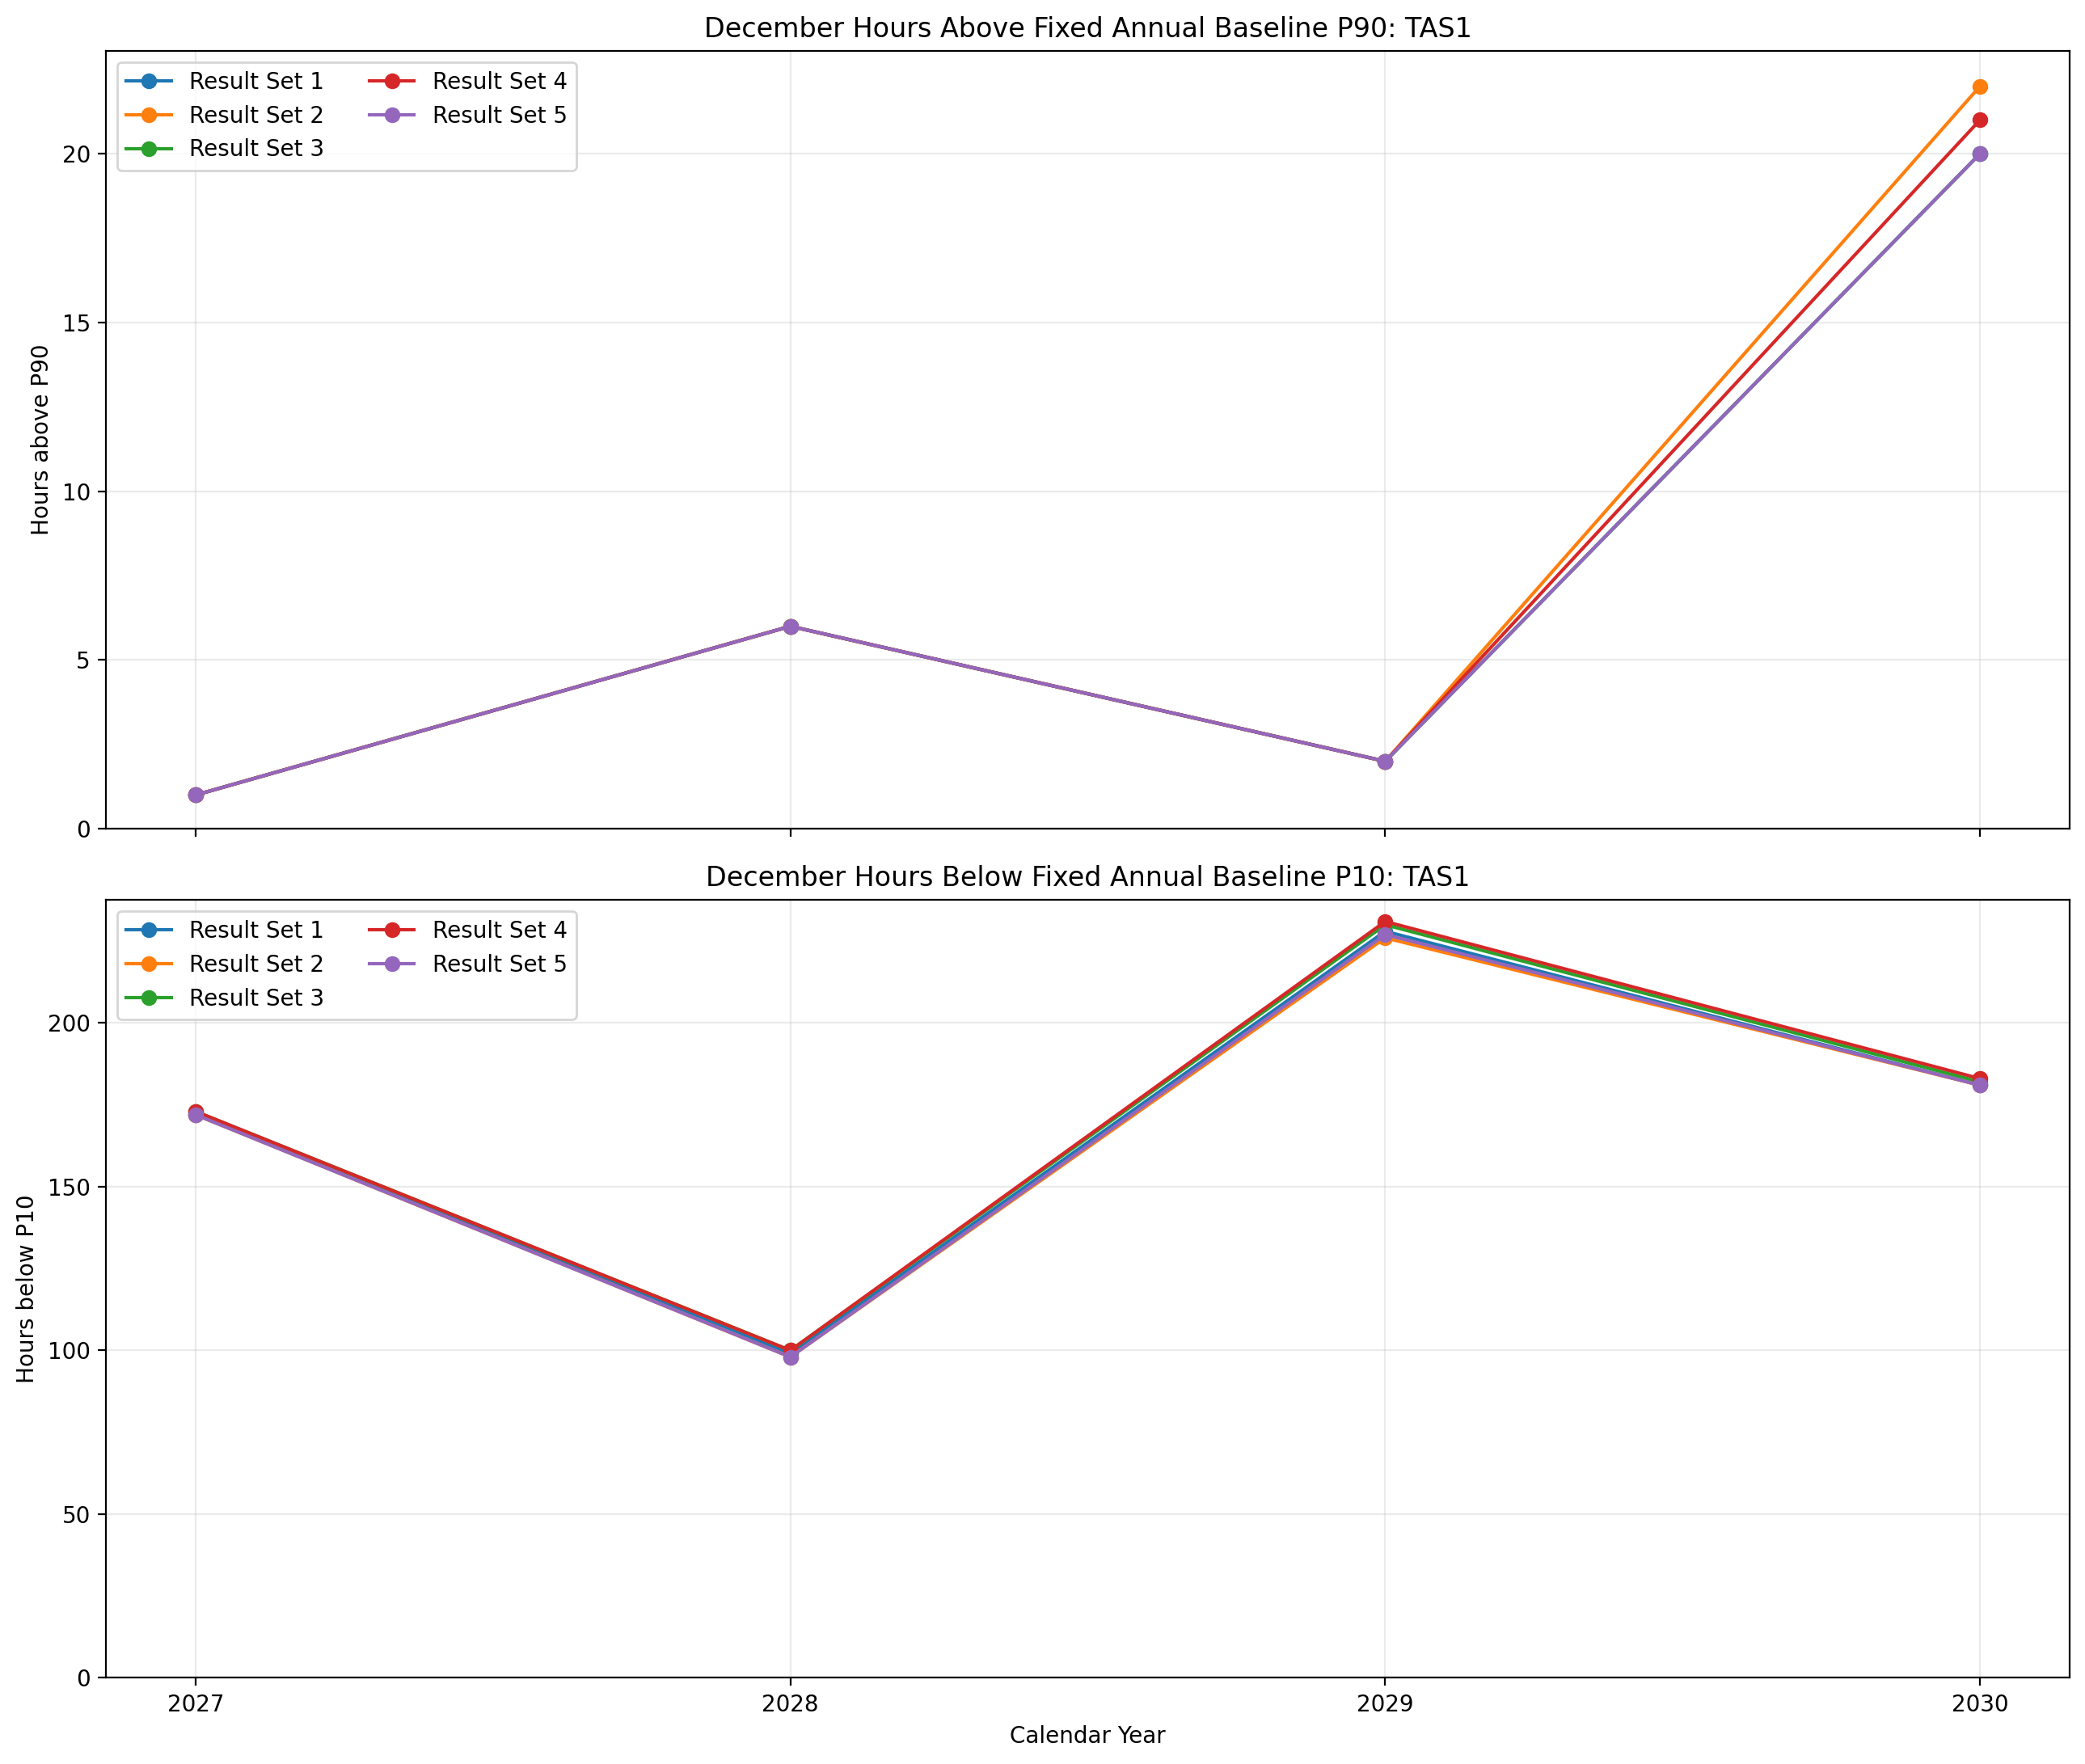 December Hours Above Fixed Annual Baseline P90: TAS1
Result Set 1
Result Set 2
Result Set 3
Result Set 4
Result Set 5
Hours above P90
20
15
10
5
0
December Hours Below Fixed Annual Baseline P10: TAS1
Result Set 1
Result Set 2
Result Set 3
Result Set 4
Result Set 5
Hours below P10
200
150
100
50
0
2027 2028 2029 2030
Calendar Year